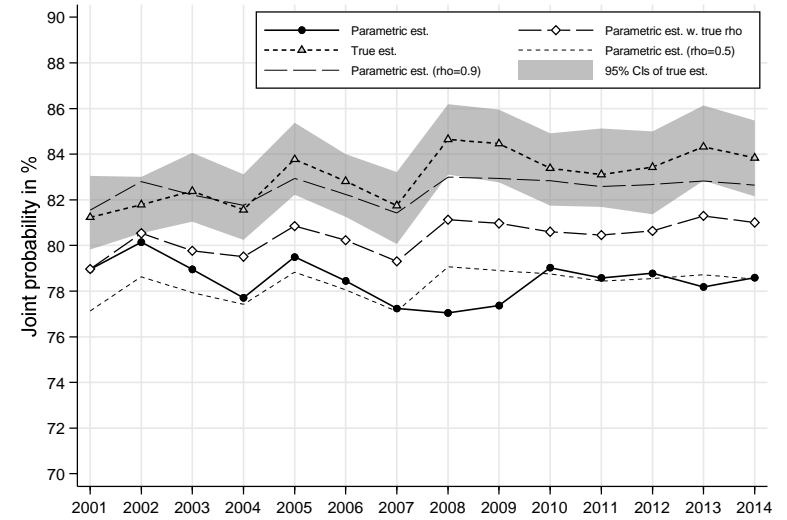 Parametric est.
Parametric est. w. true rho
True est.
Parametric est. (rho=0.5)
Parametric est. (rho=0.9)
95% CIs of true est.
Joint probability in %
90
88
86
84
82
80
78
76
74
72
70
2001 2002 2003 2004 2005 2006 2007 2008 2009 2010 2011 2012 2013 2014